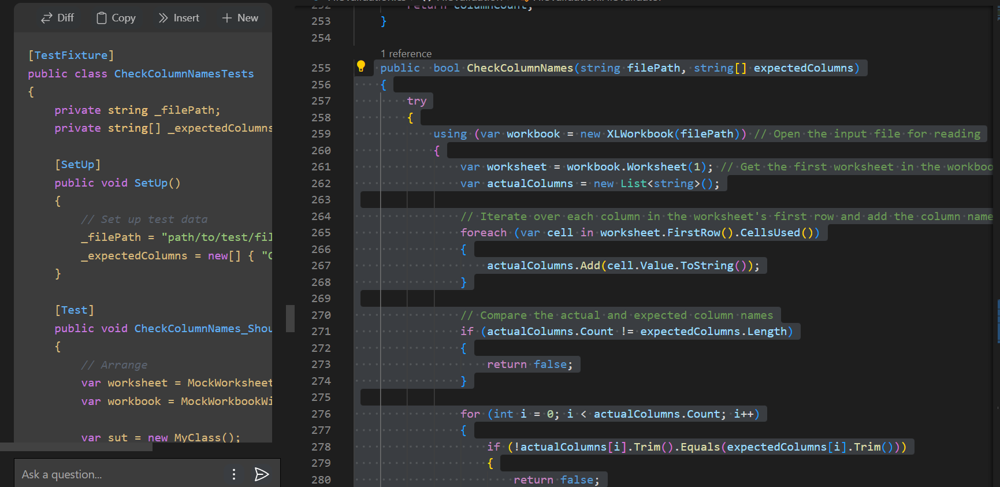 Diff Copy Insert New
[TestFixture]
public class CheckColumnNamesTests
{
private string _filePath;
private string[] _expectedColumns
[SetUp]
public void SetUp()
{
// Set up test data
_filePath = "path/to/test/fil
_expectedColumns = new[] { "C
}
[Test]
public void CheckColumnNames_Shou
{
// Arrange
var worksheet = MockWorksheet
var workbook = MockWorkbookWi
var sut = new MyClass();
Ask a question...
252 return columnCount;
253 }
254
1 reference
255 public bool CheckColumnNames(string filePath, string[] expectedColumns)
256 {
257 try
258 {
259 using (var workbook = new XLWorkbook(filePath)) // Open the input file for reading
260 {
261 var worksheet = workbook.Worksheet(1); // Get the first worksheet in the workboo
262 var actualColumns = new List<string>();
263
264 // Iterate over each column in the worksheet's first row and add the column name
265 foreach (var cell in worksheet.FirstRow().CellsUsed())
266 {
267 actualColumns.Add(cell.Value.ToString());
268 }
269
270 // Compare the actual and expected column names
271 if (actualColumns.Count != expectedColumns.Length)
272 {
273 return false;
274 }
275
276 for (int i = 0; i < actualColumns.Count; i++)
277 {
278 if (!actualColumns[i].Trim().Equals(expectedColumns[i].Trim()))
279 {
280 return false;